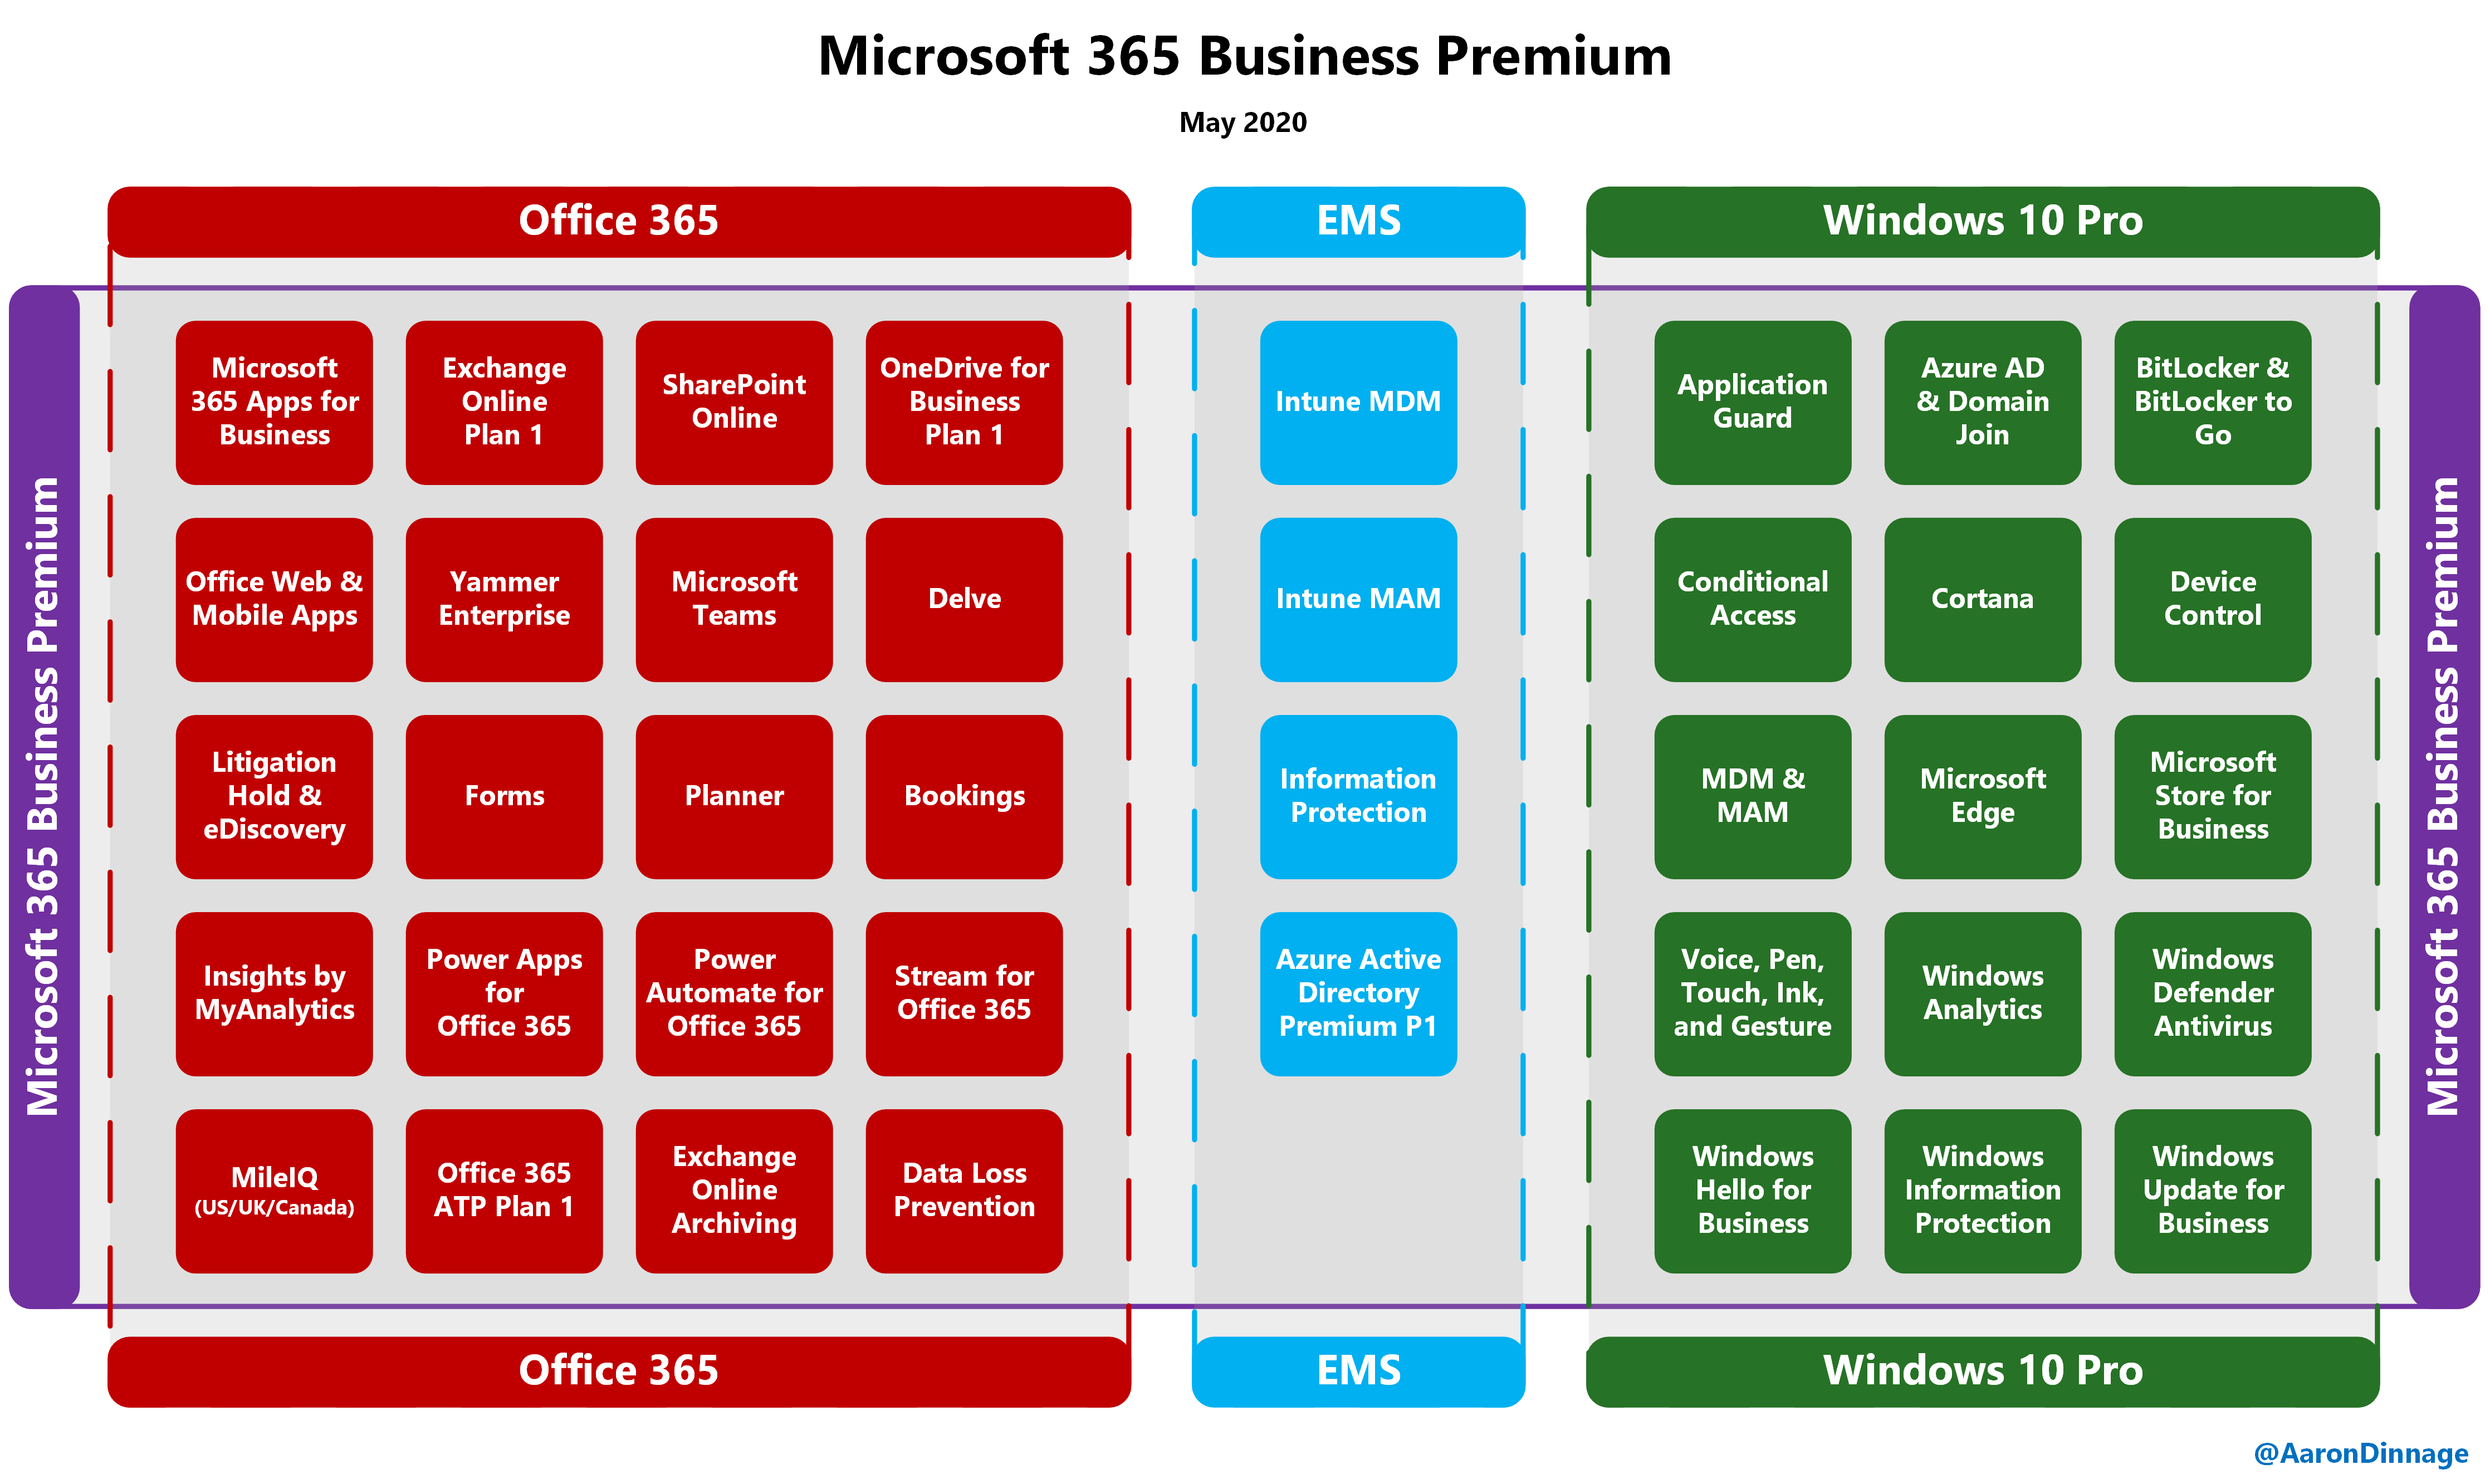 Microsoft 365 Business Premium
May 2020
Office 365
EMS
Windows 10 Pro
Microsoft 365 Business Premium
Microsoft
365 Apps for
Business
Exchange
Online
Plan 1
SharePoint
Online
OneDrive for
Business
Plan 1
Intune MDM
Application
Guard
Azure AD
& Domain
Join
BitLocker &
BitLocker to
Go
Office Web &
Mobile Apps
Yammer
Enterprise
Microsoft
Teams
Delve
Intune MAM
Conditional
Access
Cortana
Device
Control
Litigation
Hold &
eDiscovery
Forms
Planner
Bookings
Information
Protection
MDM &
MAM
Microsoft
Edge
Microsoft
Store for
Business
Insights by
MyAnalytics
Power Apps
for
Office 365
Power
Automate for
Office 365
Stream for
Office 365
Azure Active
Directory
Premium P1
Voice, Pen,
Touch, Ink,
and Gesture
Windows
Analytics
Windows
Defender
Antivirus
MileIQ
(US/UK/Canada)
Office 365
ATP Plan 1
Exchange
Online
Archiving
Data Loss
Prevention
Windows
Hello for
Business
Windows
Information
Protection
Windows
Update for
Business
Microsoft 365 Business Premium
Office 365
EMS
Windows 10 Pro
@AaronDinnage